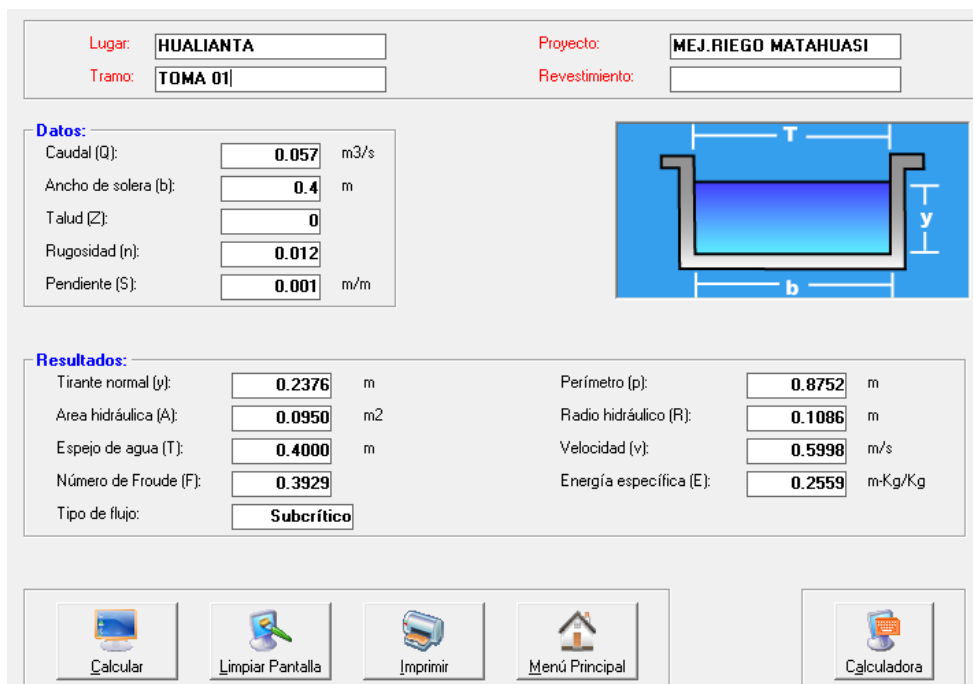 Lugar: HUALIANTA Proyecto: MEJ.RIEGO MATAHUASI
Tramo: TOMA 01 Revestimiento:
Datos:
Caudal (Q): 0.057 m3/s
Ancho de solera (b): 0.4 m
Talud (Z): 0
Rugosidad (n): 0.012
Pendiente (S): 0.001 m/m
T
y
b
Resultados:
Tirante normal (y): 0.2376 m Perímetro (p): 0.8752 m
Area hidráulica (A): 0.0950 m2 Radio hidráulico (R): 0.1086 m
Espejo de agua (T): 0.4000 m Velocidad (v): 0.5998 m/s
Número de Froude (F): 0.3929 Energía específica (E): 0.2559 m-Kg/Kg
Tipo de flujo: Subcrítico
Calcular Limpiar Pantalla Imprimir Menú Principal Calculadora